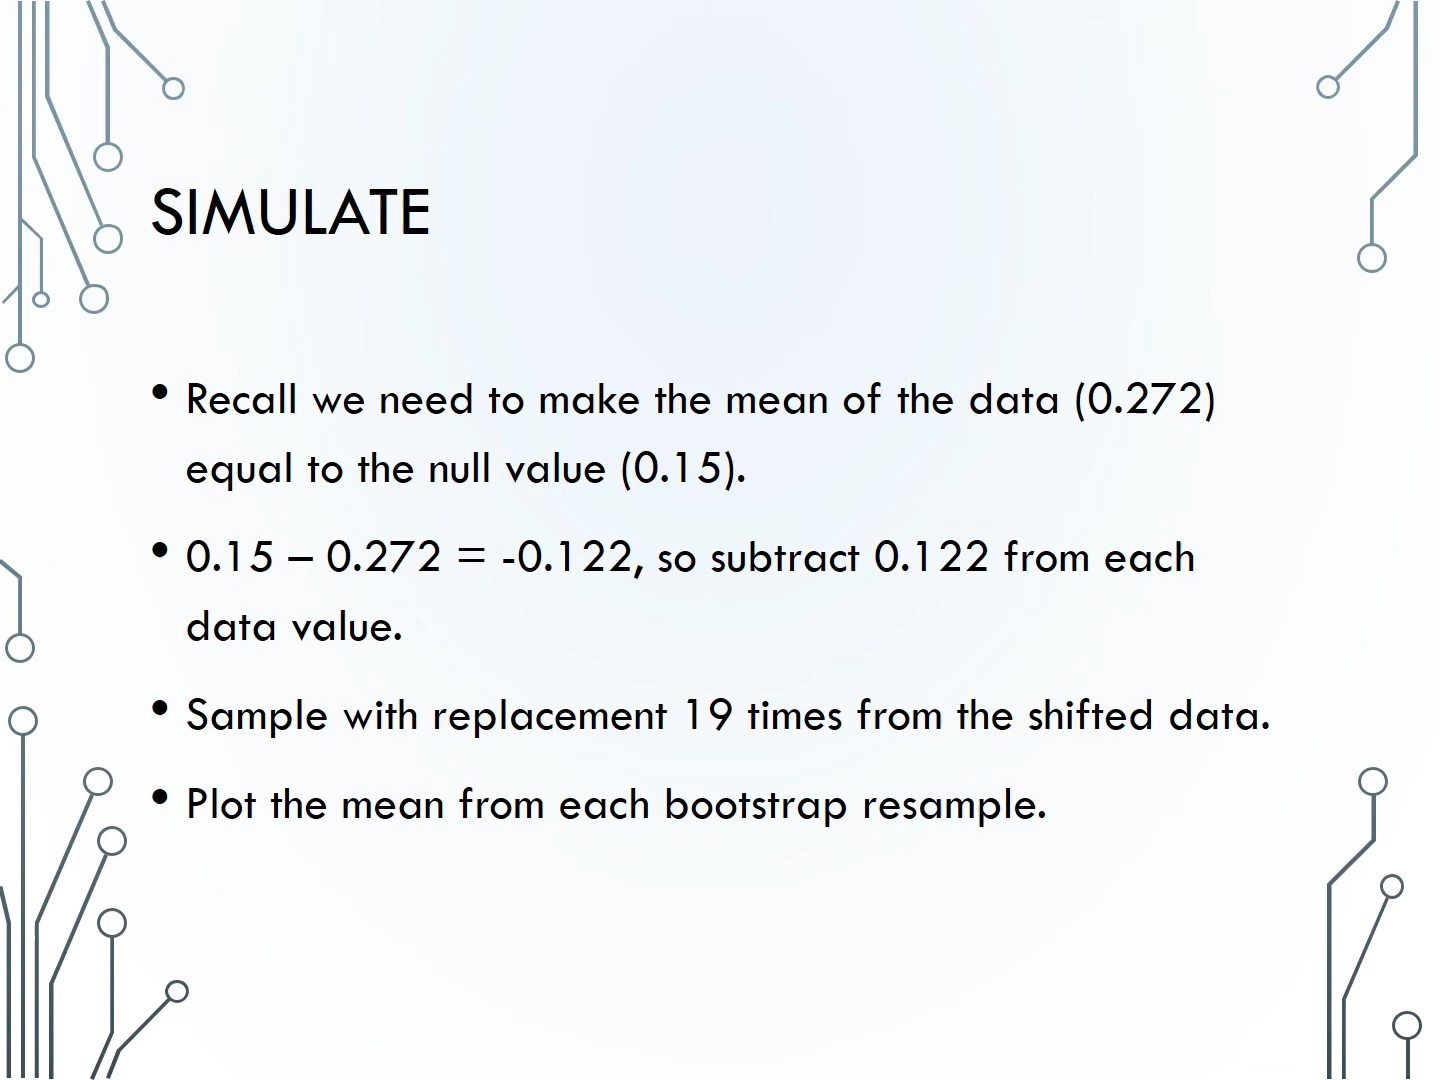 SIMULATE
• Recall we need to make the mean of the data (0.272)
equal to the null value (0.15).
• 0.15 – 0.272 = -0.122, so subtract 0.122 from each
data value.
• Sample with replacement 19 times from the shifted data.
• Plot the mean from each bootstrap resample.